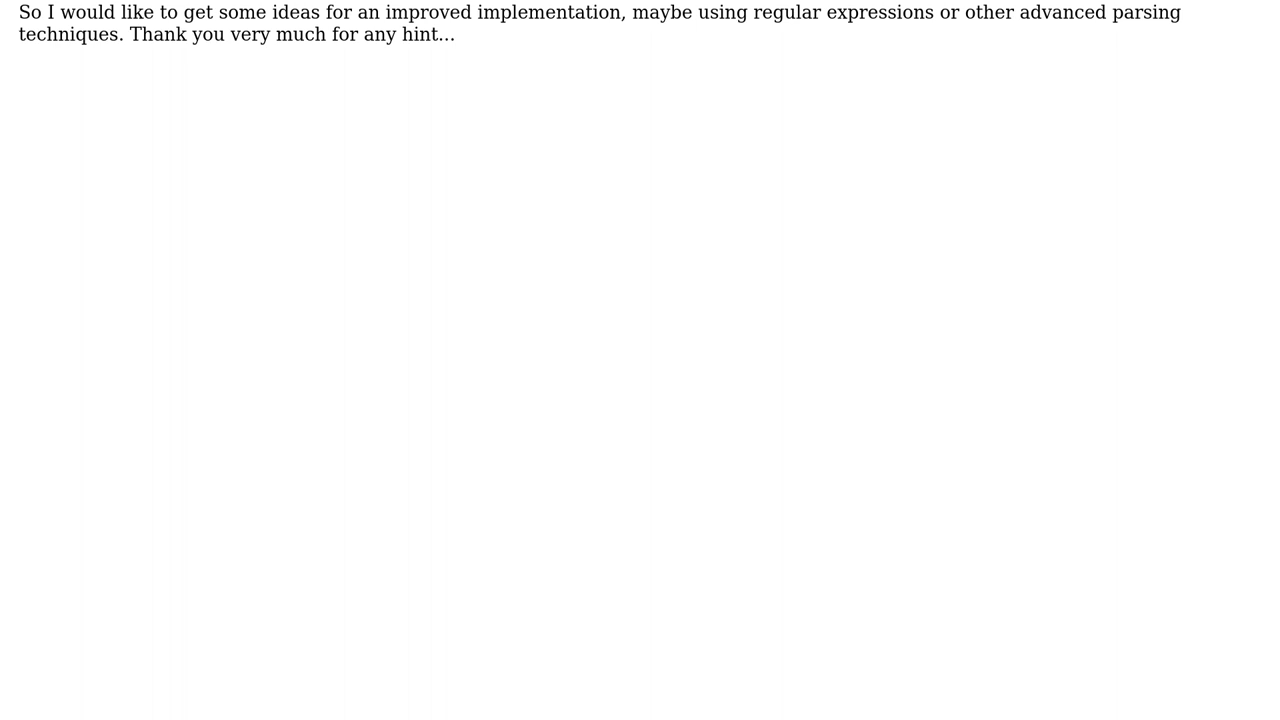 So I would like to get some ideas for an improved implementation, maybe using regular expressions or other advanced parsing
techniques. Thank you very much for any hint...